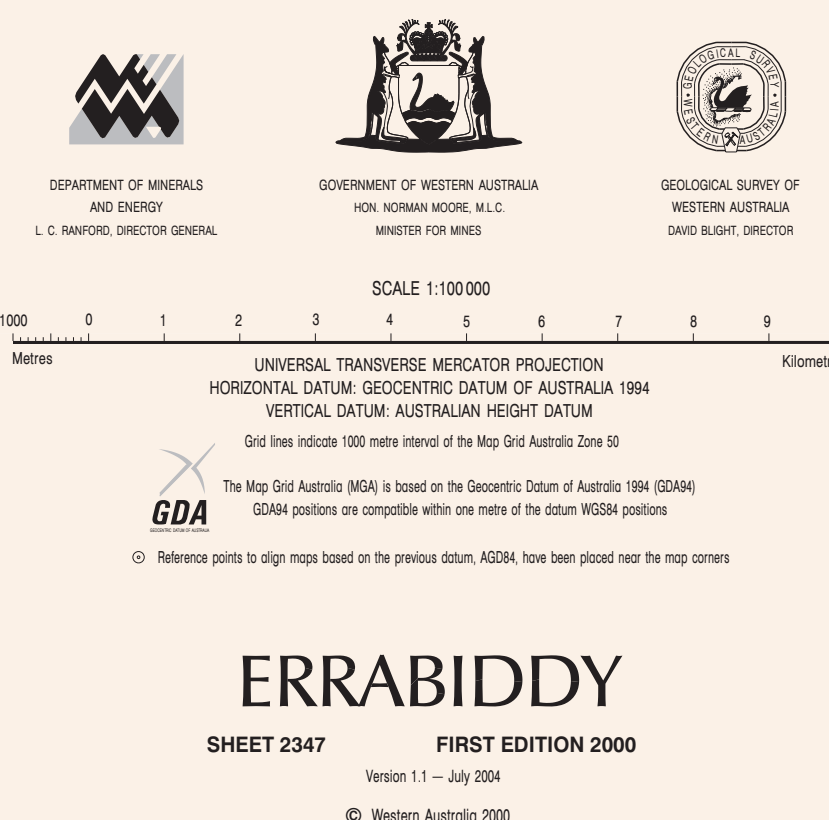 GEOLOGICAL SURVEY
WESTERN AUSTRALIA
DEPARTMENT OF MINERALS
AND ENERGY
L. C. RANFORD, DIRECTOR GENERAL
GOVERNMENT OF WESTERN AUSTRALIA
HON. NORMAN MOORE, M.L.C.
MINISTER FOR MINES
GEOLOGICAL SURVEY OF
WESTERN AUSTRALIA
DAVID BLIGHT, DIRECTOR
SCALE 1:100 000
1000 0 1 2 3 4 5 6 7 8 9
Metres
Kilomet
UNIVERSAL TRANSVERSE MERCATOR PROJECTION
HORIZONTAL DATUM: GEOCENTRIC DATUM OF AUSTRALIA 1994
VERTICAL DATUM: AUSTRALIAN HEIGHT DATUM
Grid lines indicate 1000 metre interval of the Map Grid Australia Zone 50
The Map Grid Australia (MGA) is based on the Geocentric Datum of Australia 1994 (GDA94)
GDA94 positions are compatible within one metre of the datum WGS84 positions
GDA
GEOCENTRIC DATUM OF AUSTRALIA
Reference points to align maps based on the previous datum, AGD84, have been placed near the map corners
ERRABIDDY
SHEET 2347 FIRST EDITION 2000
Version 1.1 — July 2004
© Western Australia 2000